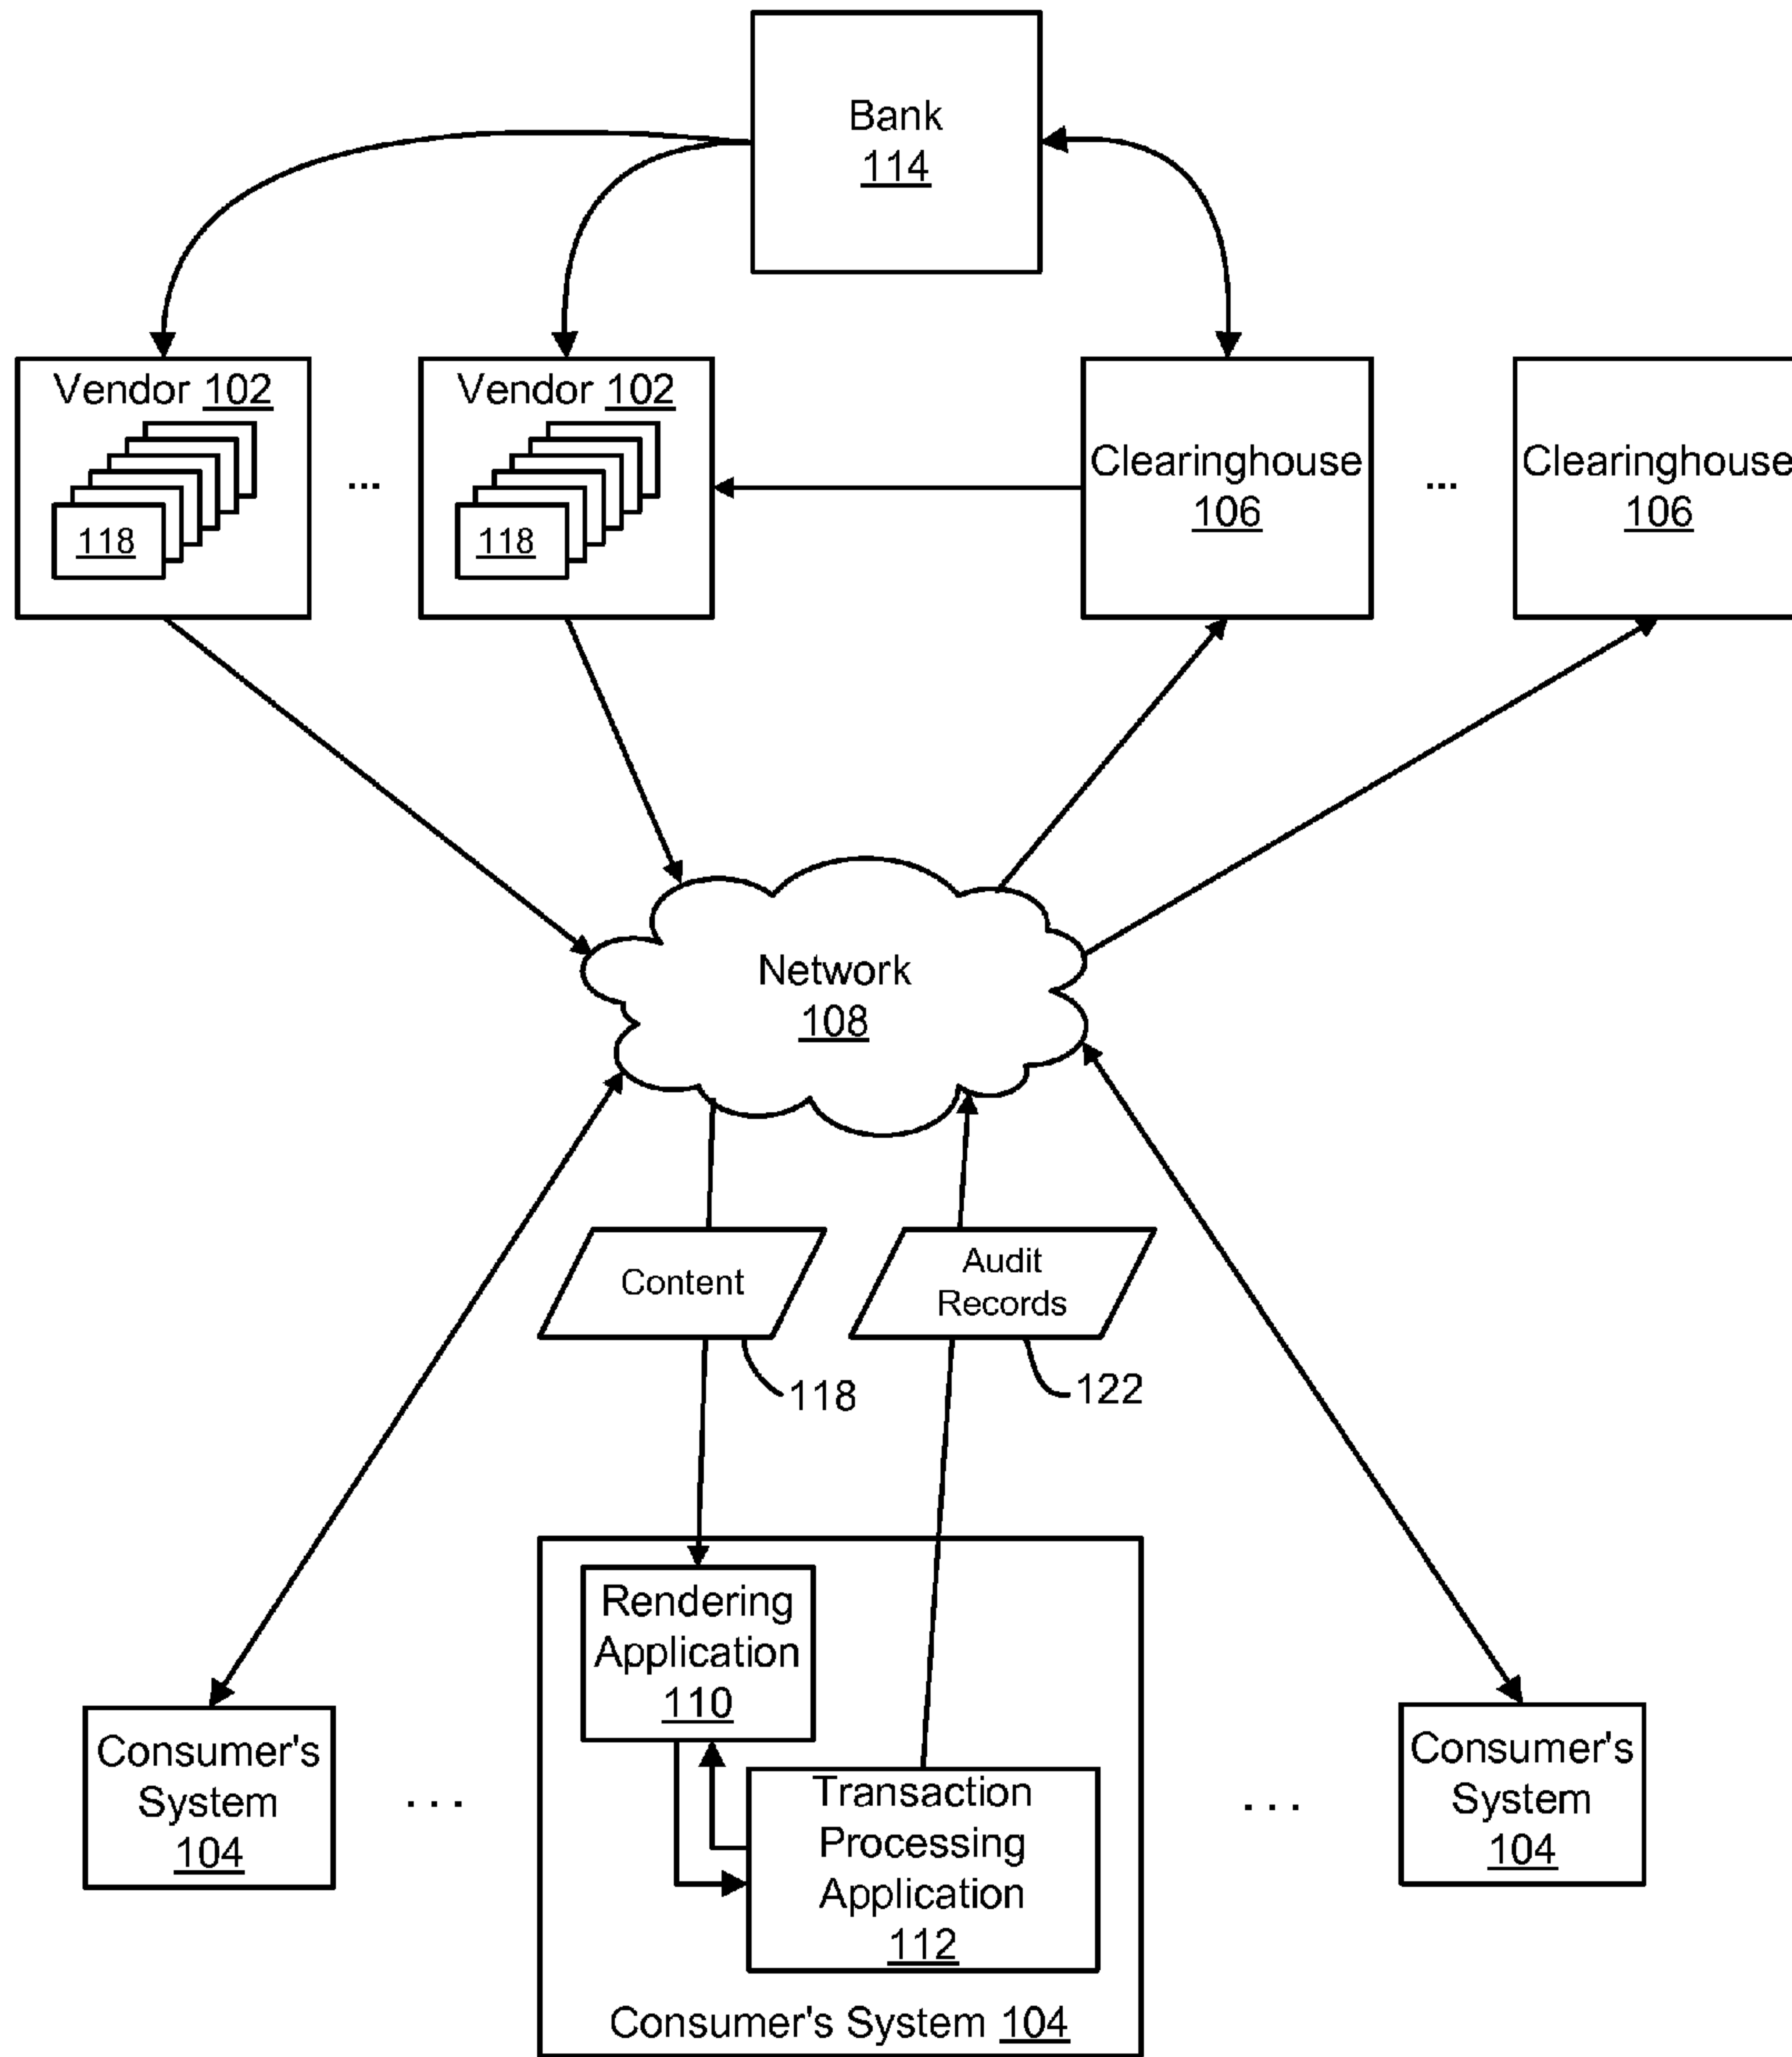 Bank
114
Vendor 102
118
...
Vendor 102
118
Clearinghouse
106
...
Clearinghouse
106
Network
108
Content
118
Audit
Records
122
Rendering
Application
110
Transaction
Processing
Application
112
Consumer's System 104
Consumer's
System
104
. . .
. . .
Consumer's
System
104